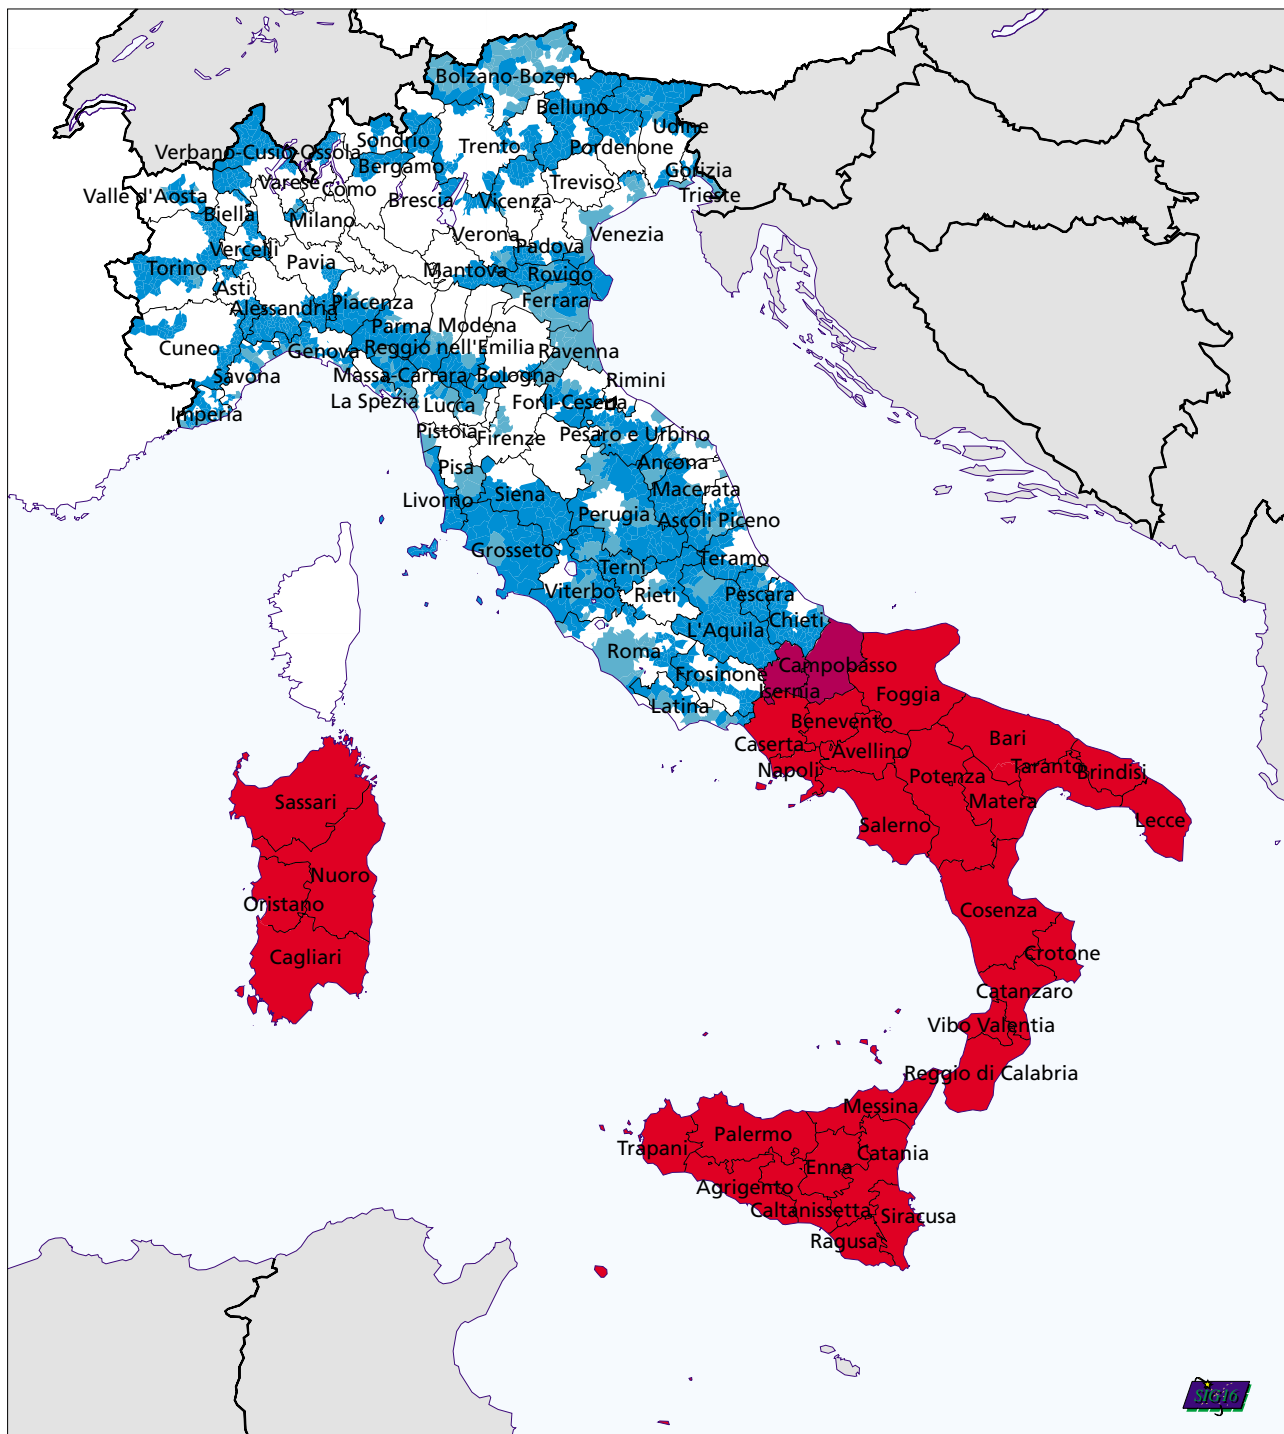 Bolzano-Bozen
Belluno
Udine
Sondrio
Trento
Pordenone
Verbano-Cusio-Ossola
Bergamo
Gorizia
Valle d'Aosta
Varese
Como
Brescia
Vicenza
Treviso
Trieste
Biella
Milano
Verona
Venezia
Vercelli
Padova
Torino
Pavia
Mantova
Rovigo
Asti
Alessandria
Piacenza
Ferrara
Parma
Modena
Cuneo
Genova
Reggio nell'Emilia
Ravenna
Savona
Massa-Carrara
Bologna
Rimini
Imperia
La Spezia
Lucca
Forlì-Cesena
Pistoia
Firenze
Pesaro e Urbino
Pisa
Ancona
Livorno
Siena
Macerata
Perugia
Ascoli Piceno
Grosseto
Terni
Teramo
Viterbo
Rieti
Pescara
L'Aquila
Chieti
Roma
Frosinone
Campobasso
Isernia
Foggia
Latina
Benevento
Caserta
Avellino
Bari
Napoli
Potenza
Taranto
Brindisi
Sassari
Matera
Salerno
Lecce
Nuoro
Oristano
Cosenza
Cagliari
Crotone
Catanzaro
Vibo Valentia
Reggio di Calabria
Messina
Trapani
Palermo
Catania
Enna
Agrigento
Caltanissetta
Siracusa
Ragusa
SIG16